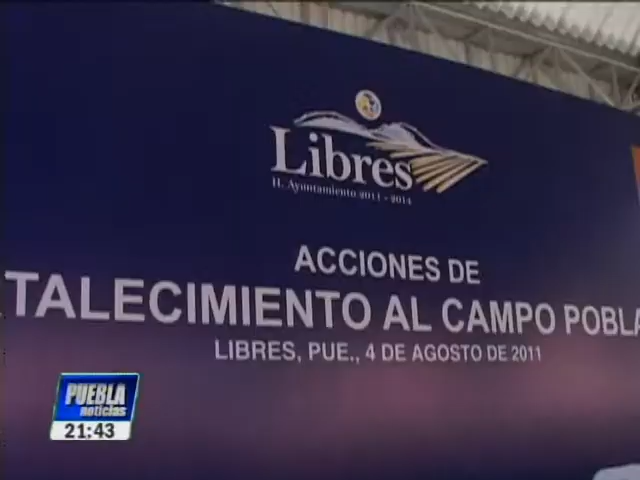 Libres
H. Ayuntamiento 2011 - 2014
ACCIONES DE
TALECIMIENTO AL CAMPO POBLA
LIBRES, PUE., 4 DE AGOSTO DE 2011
PUEBLA
noticias
21:43